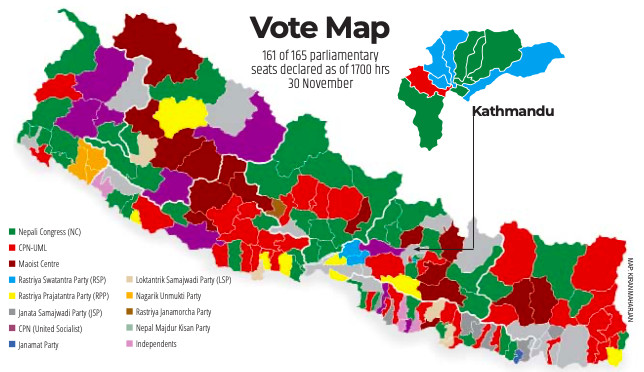 Vote Map
161 of 165 parliamentary
seats declared as of 1700 hrs
30 November
Kathmandu
Nepali Congress (NC)
CPN-UML
Maoist Centre
Rastriya Swatantra Party (RSP)
Rastriya Prajatantra Party (RPP)
Janata Samajwadi Party (JSP)
CPN (United Socialist)
Janamat Party
Loktantrik Samajwadi Party (LSP)
Nagarik Unmukti Party
Rastriya Janamorcha Party
Nepal Majdur Kisan Party
Independents
MAP: KIRAN MAHARJAN